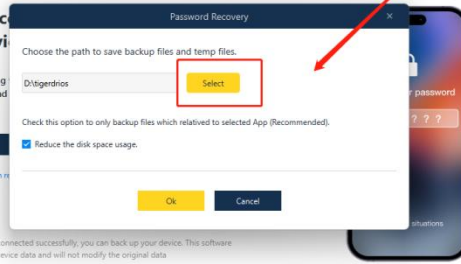 Password Recovery
Choose the path to save backup files and temp files.
D:\tigerdrios
Select
Check this option to only backup files which relatived to selected App (Recommended).
Reduce the disk space usage.
Ok
Cancel
password
? ? ?
situations
onnected successfully, you can back up your device. This software
evice data and will not modify the original data